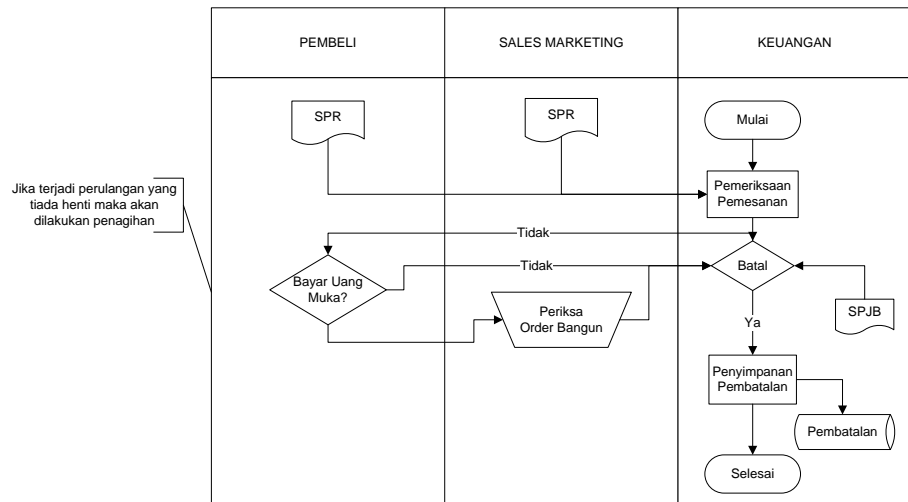 PEMBELI
SALES MARKETING
KEUANGAN
SPR
SPR
Mulai
Jika terjadi perulangan yang
tiada henti maka akan
dilakukan penagihan
Pemeriksaan
Pemesanan
Tidak
Bayar Uang
Muka?
Tidak
Batal
Periksa
Order Bangun
SPJB
Ya
Penyimpanan
Pembatalan
Pembatalan
Selesai